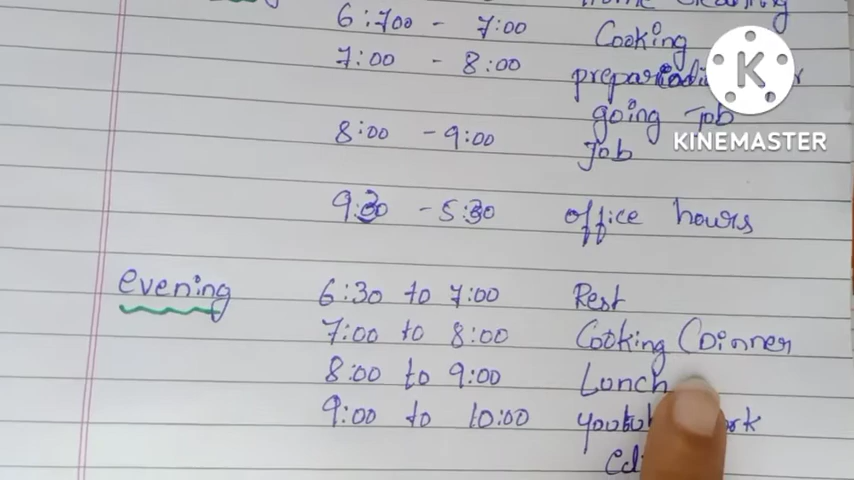 6:700 - 7:00 Cooking
7:00 - 8:00
going Job
8:00 - 9:00 Job
9:30 - 5:30 office hours
evening 6:30 to 7:00 Rest
7:00 to 8:00 Cooking (Dinner
8:00 to 9:00 Lunch
9:00 to 10:00
K
KINEMASTER